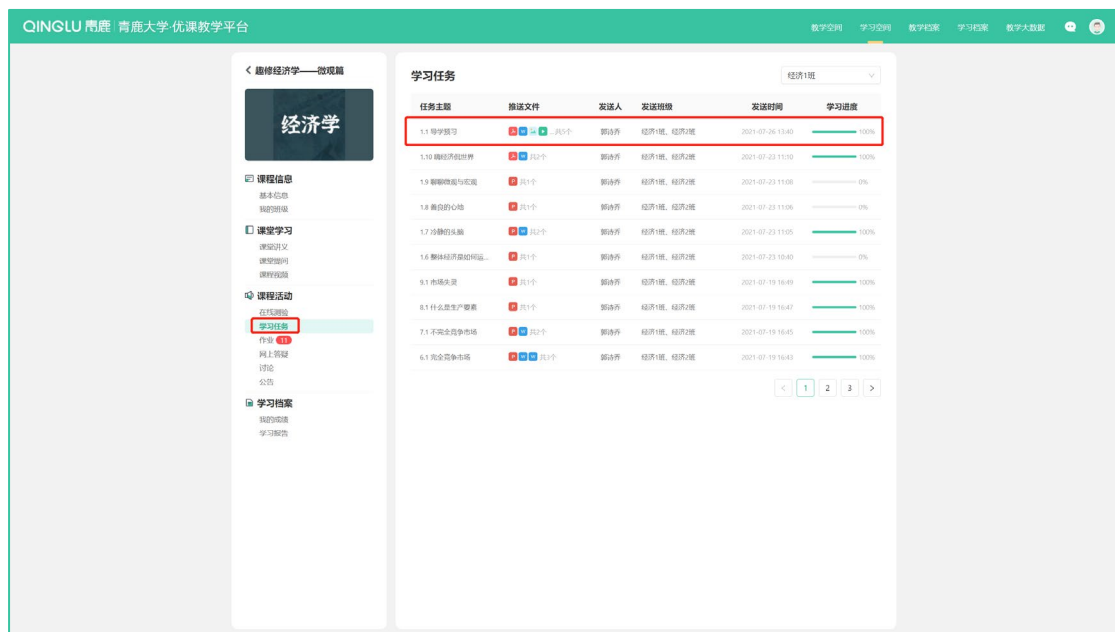 QINGLU 青鹿 青鹿大学·优课教学平台
教学空间 学习空间 教学档案 学习档案 教学大数据
趣修经济学——微观篇
经济学
课程信息
基本信息
我的班级
课堂学习
课堂讲义
课堂提问
课程视频
课程活动
在线测验
学习任务
作业 11
网上答疑
讨论
公告
学习档案
我的成绩
学习报告
学习任务
经济1班
任务主题 推送文件 发送人 发送班级 发送时间 学习进度
1.1 导学预习 ...共5个 郭诗乔 经济1班、经济2班 2021-07-26 13:40 100%
1.10 嗨经济侃世界 共2个 郭诗乔 经济1班、经济2班 2021-07-23 11:10 100%
1.9 聊聊微观与宏观 共1个 郭诗乔 经济1班、经济2班 2021-07-23 11:08 0%
1.8 善良的心地 共1个 郭诗乔 经济1班、经济2班 2021-07-23 11:06 0%
1.7 冷静的头脑 共2个 郭诗乔 经济1班、经济2班 2021-07-23 11:05 100%
1.6 整体经济是如何运... 共1个 郭诗乔 经济1班、经济2班 2021-07-23 10:40 0%
9.1 市场失灵 共1个 郭诗乔 经济1班、经济2班 2021-07-19 16:49 100%
8.1 什么是生产要素 共1个 郭诗乔 经济1班、经济2班 2021-07-19 16:47 100%
7.1 不完全竞争市场 共2个 郭诗乔 经济1班、经济2班 2021-07-19 16:45 100%
6.1 完全竞争市场 共3个 郭诗乔 经济1班、经济2班 2021-07-19 16:43 100%
< 1 2 3 >